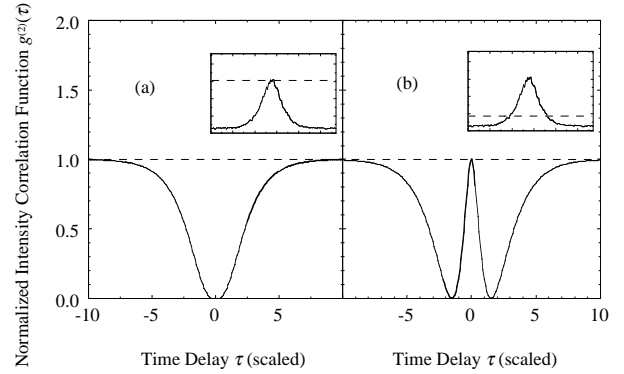 Normalized Intensity Correlation Function g⁽²⁾(τ)
2.0
1.5
1.0
0.5
0.0
(a)
(b)
-10 -5 0 5 -5 0 5 10
Time Delay τ (scaled) Time Delay τ (scaled)